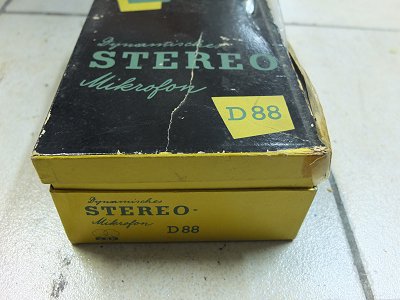 Dynamisches
STEREO
Mikrofon
D 88
Dynamisches
STEREO-
Mikrofon
D 88